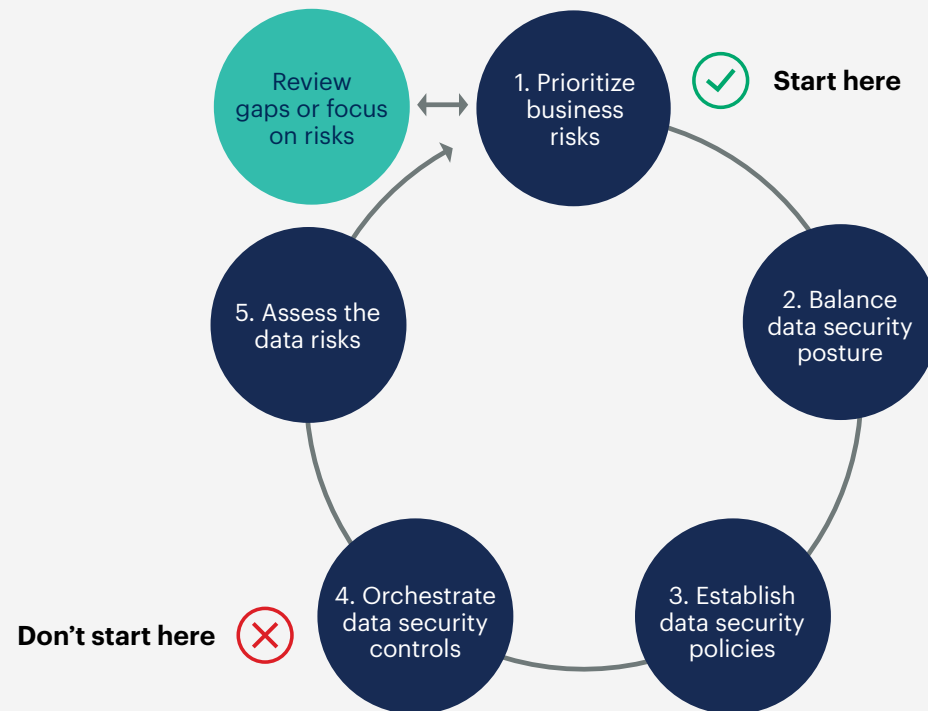 Review
gaps or focus
on risks
1. Prioritize
business
risks
Start here
2. Balance
data security
posture
3. Establish
data security
policies
4. Orchestrate
data security
controls
Don’t start here
5. Assess the
data risks